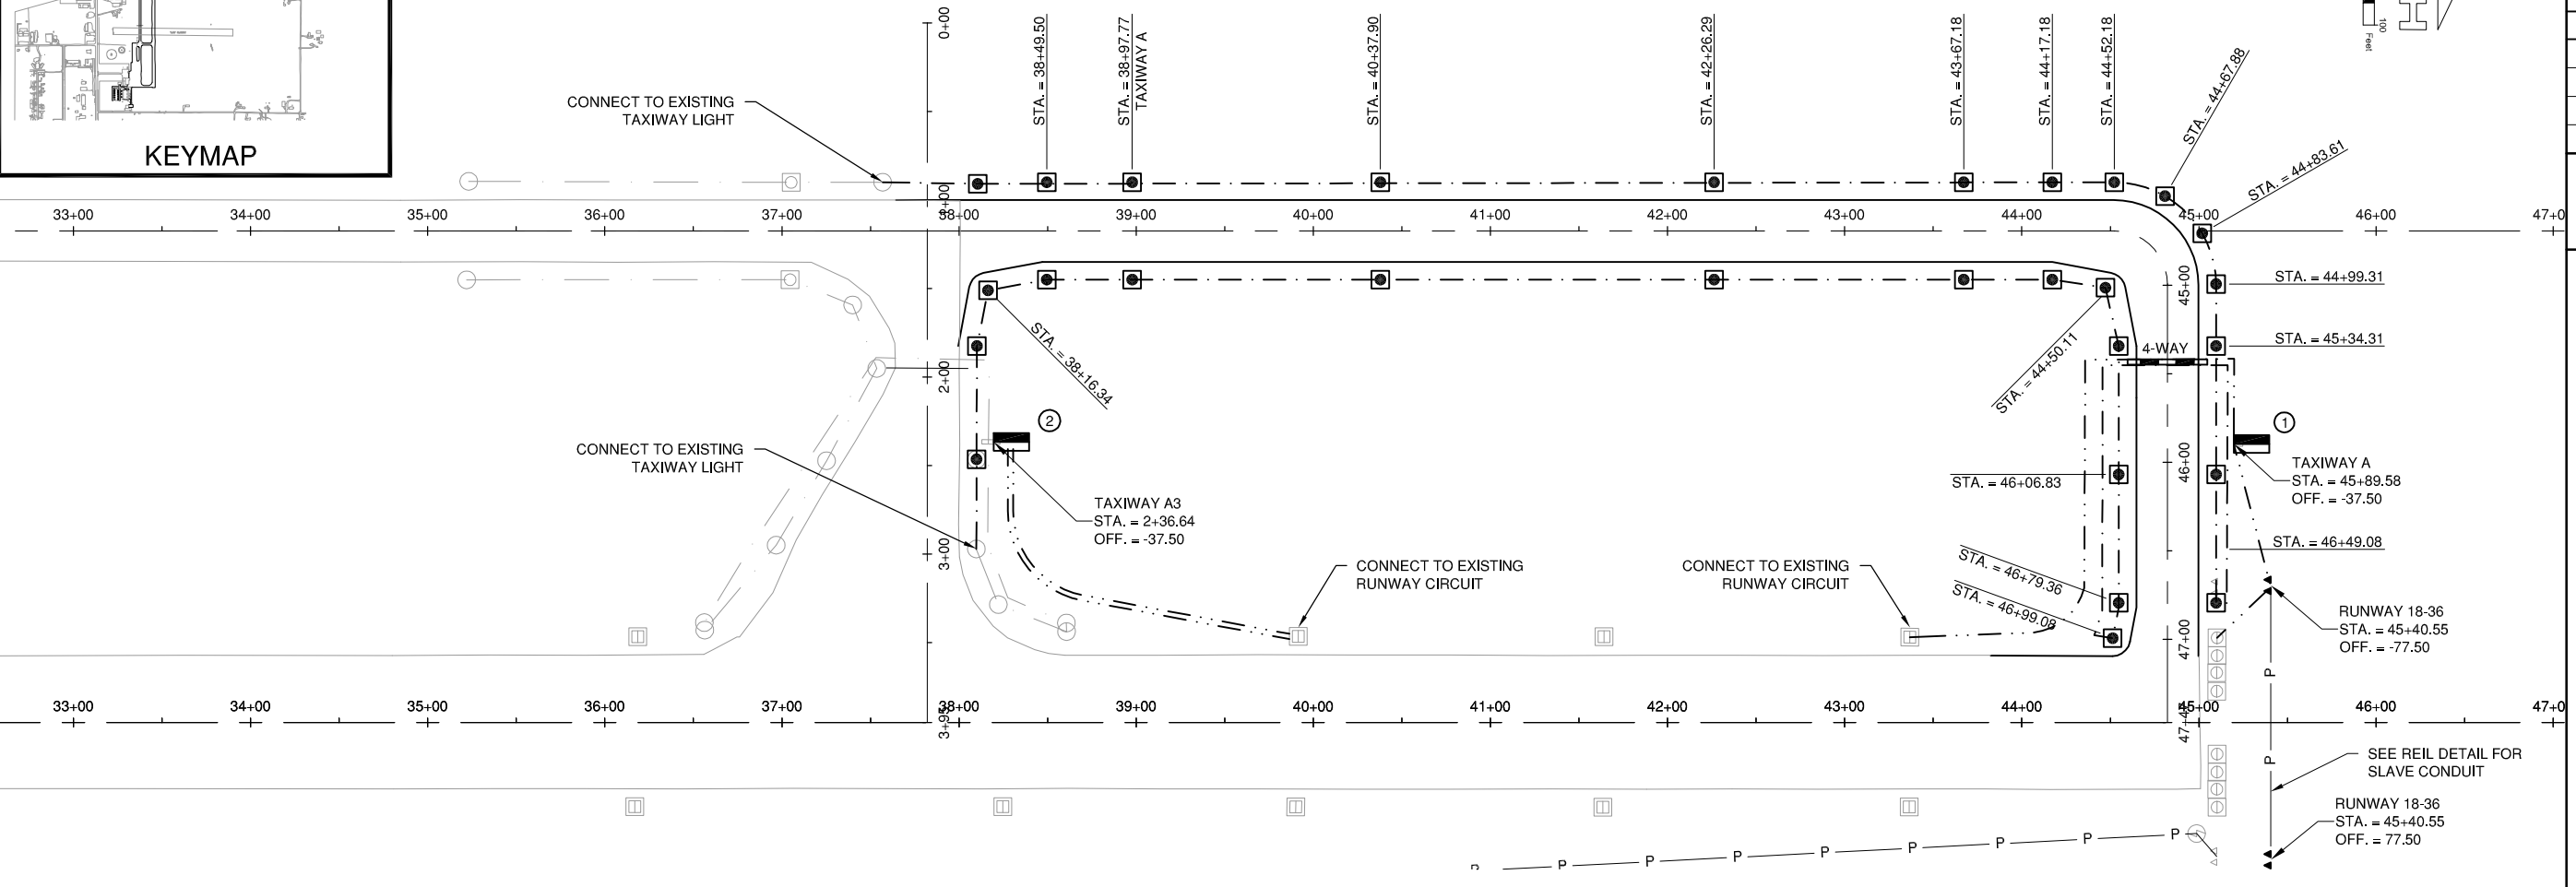 KEYMAP
100
Feet
0+00
STA. = 38+49.50
STA. = 38+97.77
TAXIWAY A
STA. = 40+37.90
STA. = 42+26.29
STA. = 43+67.18
STA. = 44+17.18
STA. = 44+52.18
STA. = 44+67.88
STA. = 44+83.61
CONNECT TO EXISTING
TAXIWAY LIGHT
33+00
34+00
35+00
36+00
37+00
38+00
39+00
40+00
41+00
42+00
43+00
44+00
45+00
46+00
47+0
STA. = 44+99.31
45+00
STA. = 45+34.31
4-WAY
STA. = 38+16.34
STA. = 44+50.11
2+00
2
1
CONNECT TO EXISTING
TAXIWAY LIGHT
TAXIWAY A3
STA. = 2+36.64
OFF. = -37.50
STA. = 46+06.83
46+00
TAXIWAY A
STA. = 45+89.58
OFF. = -37.50
3+00
STA. = 46+49.08
CONNECT TO EXISTING
RUNWAY CIRCUIT
CONNECT TO EXISTING
RUNWAY CIRCUIT
STA. = 46+79.36
STA. = 46+99.08
47+00
RUNWAY 18-36
STA. = 45+40.55
OFF. = -77.50
P
33+00
34+00
35+00
36+00
37+00
38+00
39+00
40+00
41+00
42+00
43+00
44+00
45+00
46+00
47+0
P
SEE REIL DETAIL FOR
SLAVE CONDUIT
RUNWAY 18-36
STA. = 45+40.55
OFF. = 77.50
P
P
P
P
P
P
P
P